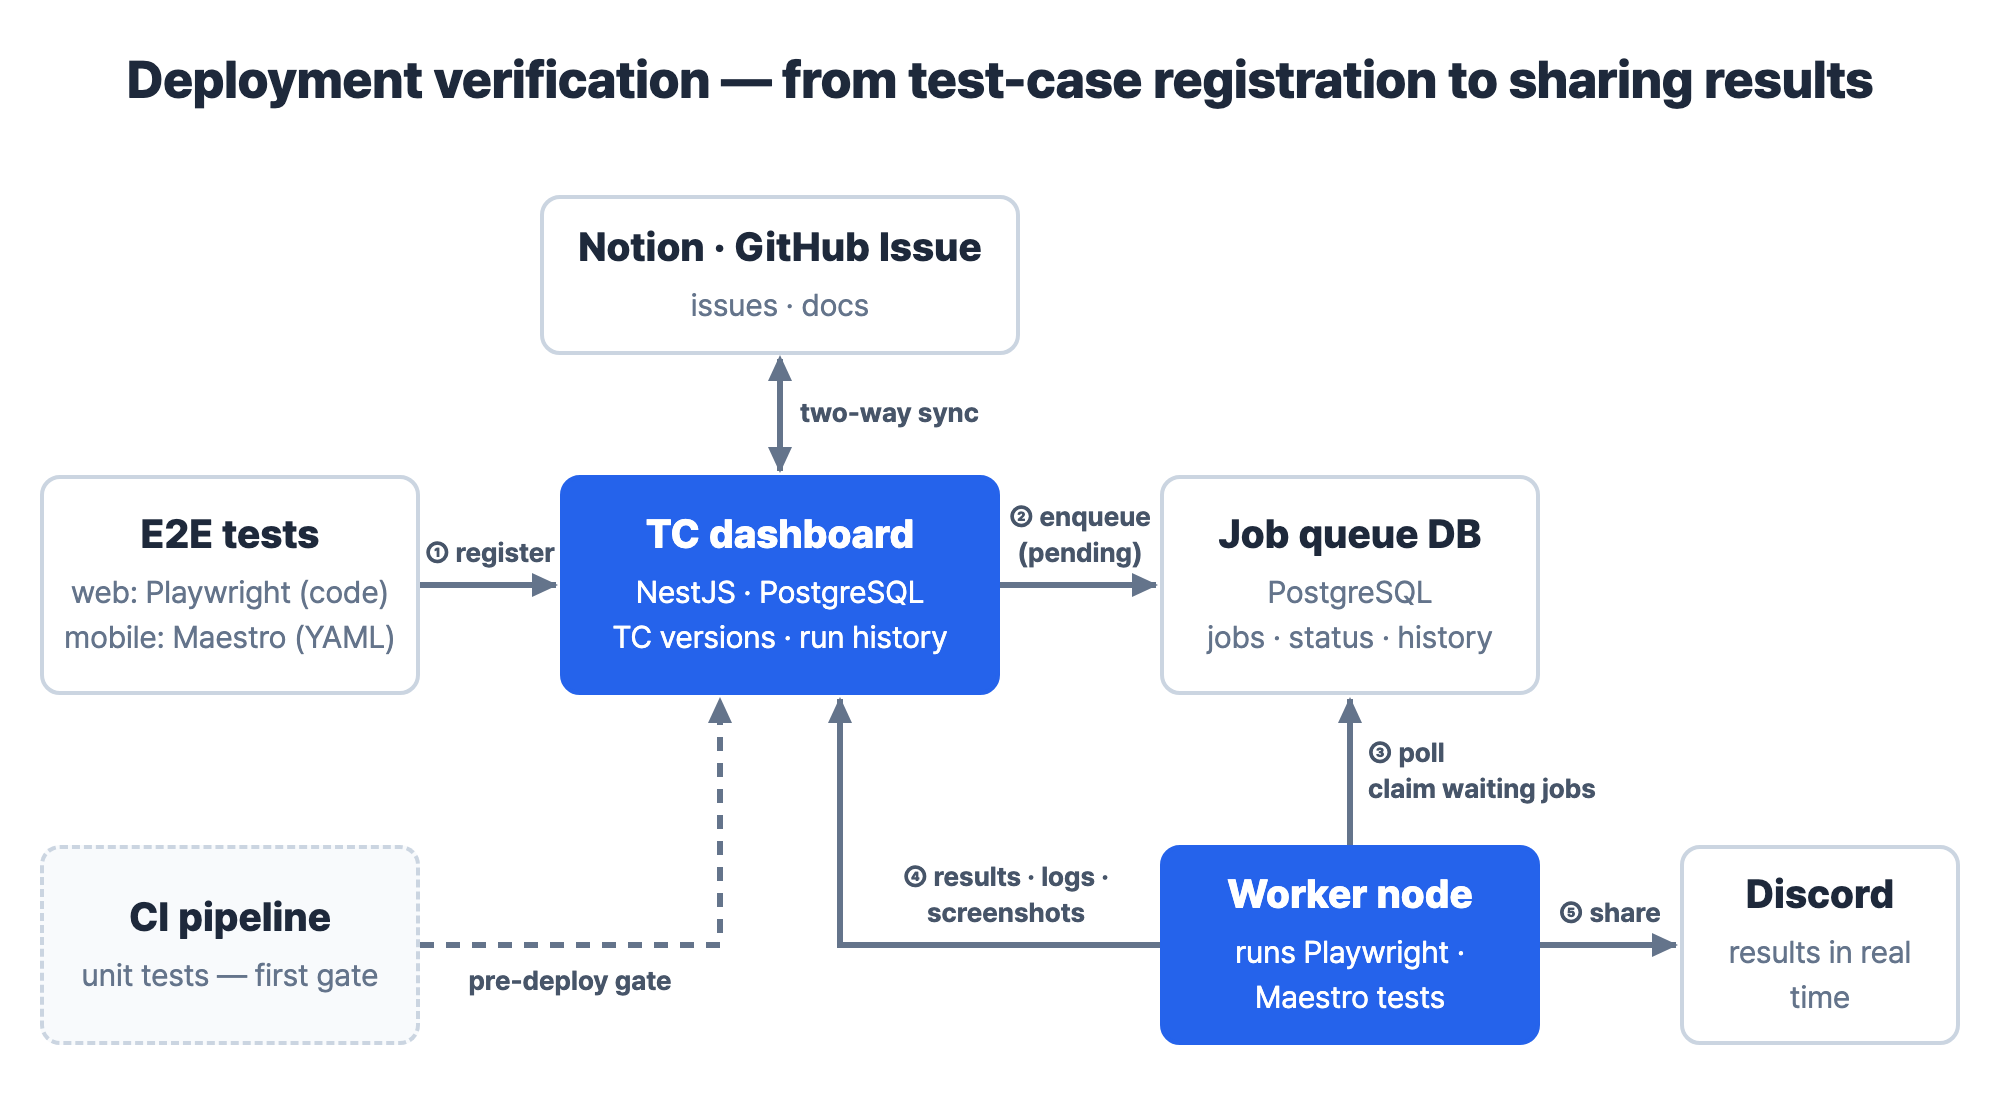 Deployment verification — from test-case registration to sharing results
Notion · GitHub Issue
issues · docs
two-way sync
E2E tests
web: Playwright (code)
mobile: Maestro (YAML)
① register
TC dashboard
NestJS · PostgreSQL
TC versions · run history
② enqueue
(pending)
Job queue DB
PostgreSQL
jobs · status · history
③ poll
claim waiting jobs
CI pipeline
unit tests — first gate
pre-deploy gate
④ results · logs ·
screenshots
Worker node
runs Playwright ·
Maestro tests
⑤ share
Discord
results in real
time